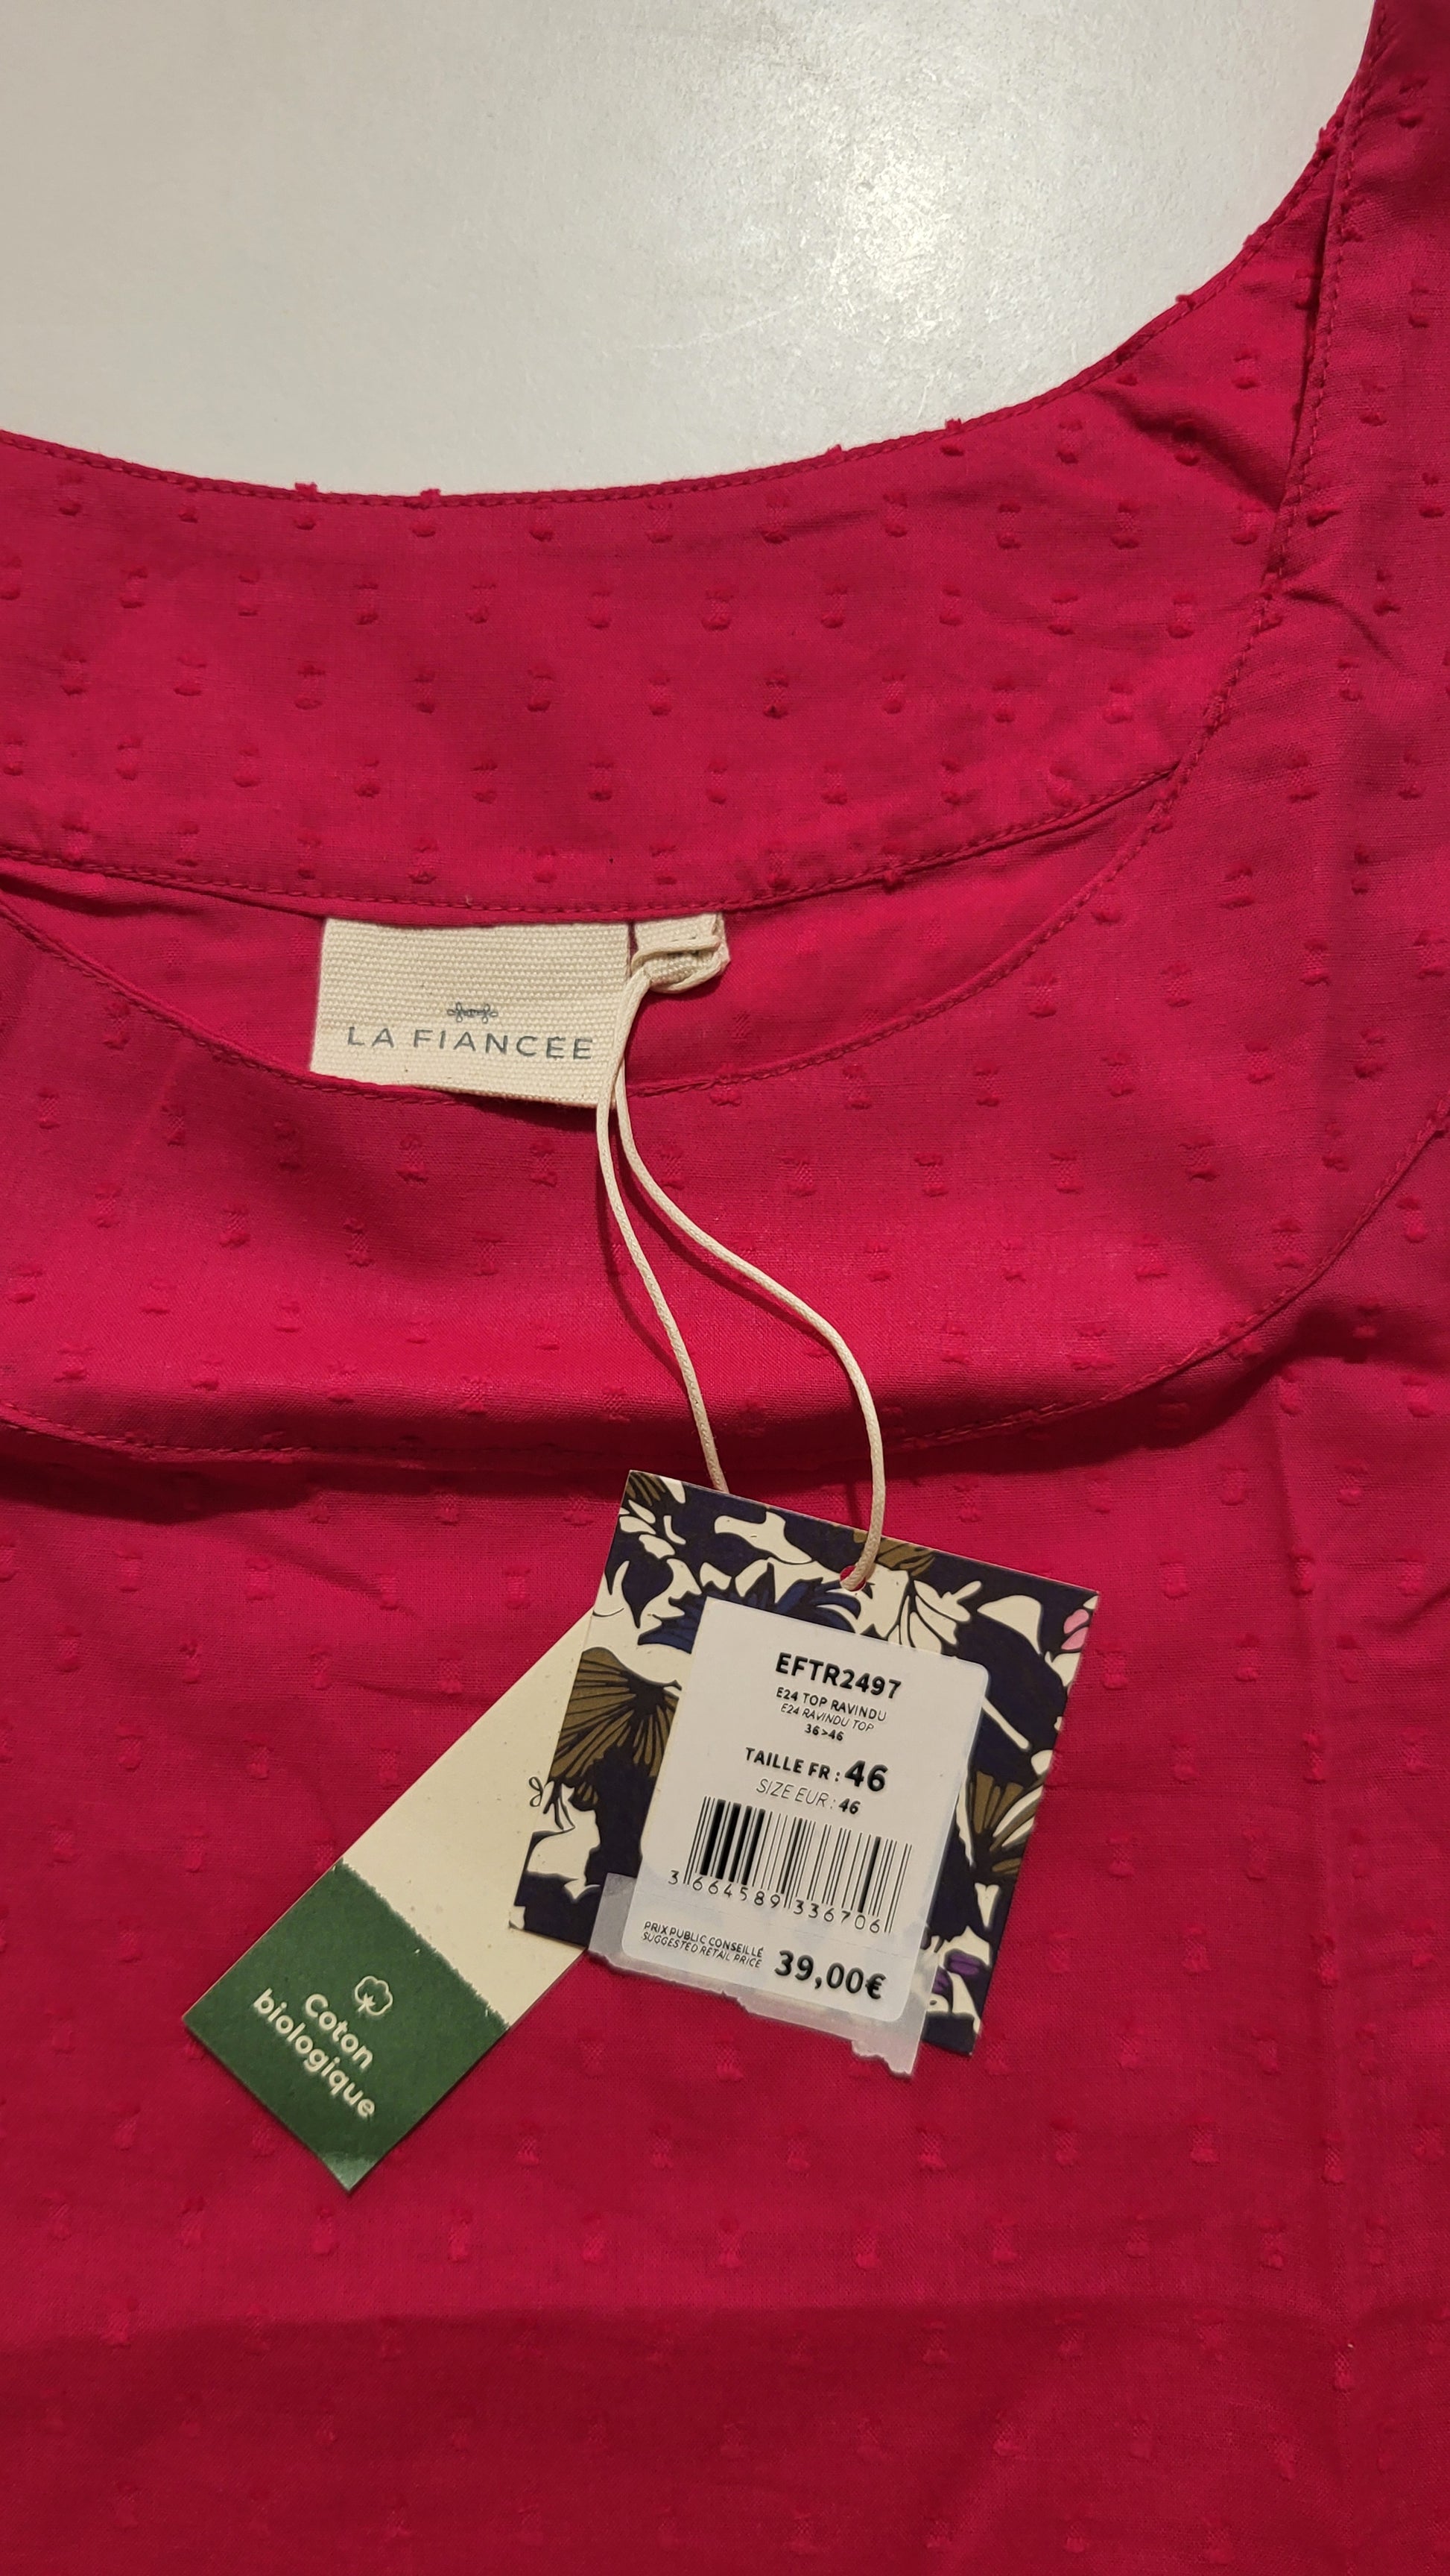 LA FIANCEE
EFTR2497
E24 TOP RAVINDU
E24 RAVINDU TOP
36>46
TAILLE FR : 46
SIZE EUR : 46
3 664589 336706
PRIX PUBLIC CONSEILLÉ
SUGGESTED RETAIL PRICE
39,00€
Coton
biologique